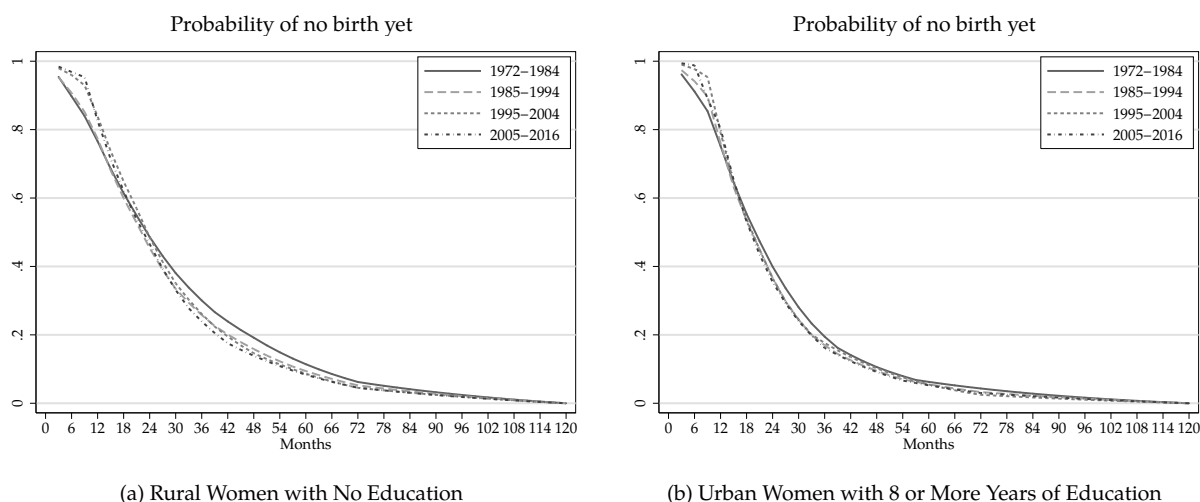 Probability of no birth yet
1
.8
.6
.4
.2
0
1972–1984
1985–1994
1995–2004
2005–2016
0 6 12 18 24 30 36 42 48 54 60 66 72 78 84 90 96 102 108 114 120
Months
(a) Rural Women with No Education
Probability of no birth yet
1
.8
.6
.4
.2
0
1972–1984
1985–1994
1995–2004
2005–2016
0 6 12 18 24 30 36 42 48 54 60 66 72 78 84 90 96 102 108 114 120
Months
(b) Urban Women with 8 or More Years of Education